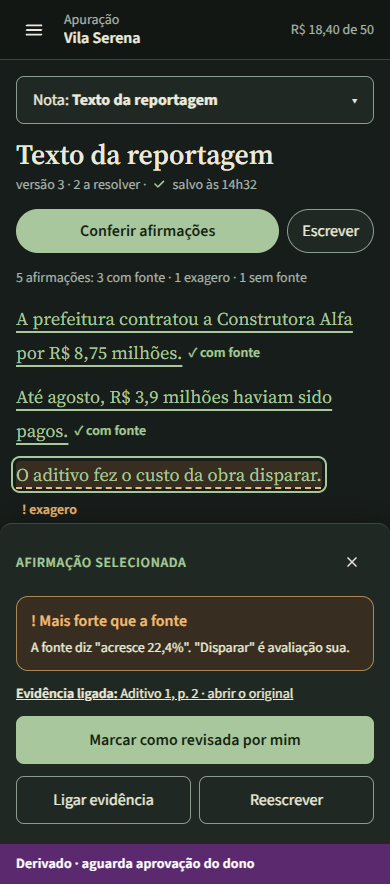 Apuração
Vila Serena
R$ 18,40 de 50
Nota: Texto da reportagem
Texto da reportagem
versão 3 · 2 a resolver · ✓ salvo às 14h32
Conferir afirmações
Escrever
5 afirmações: 3 com fonte · 1 exagero · 1 sem fonte
A prefeitura contratou a Construtora Alfa
por R$ 8,75 milhões. ✓ com fonte
Até agosto, R$ 3,9 milhões haviam sido
pagos. ✓ com fonte
O aditivo fez o custo da obra disparar.
! exagero
AFIRMAÇÃO SELECIONADA
! Mais forte que a fonte
A fonte diz "acresce 22,4%". "Disparar" é avaliação sua.
Evidência ligada: Aditivo 1, p. 2 · abrir o original
Marcar como revisada por mim
Ligar evidência
Reescrever
Derivado · aguarda aprovação do dono